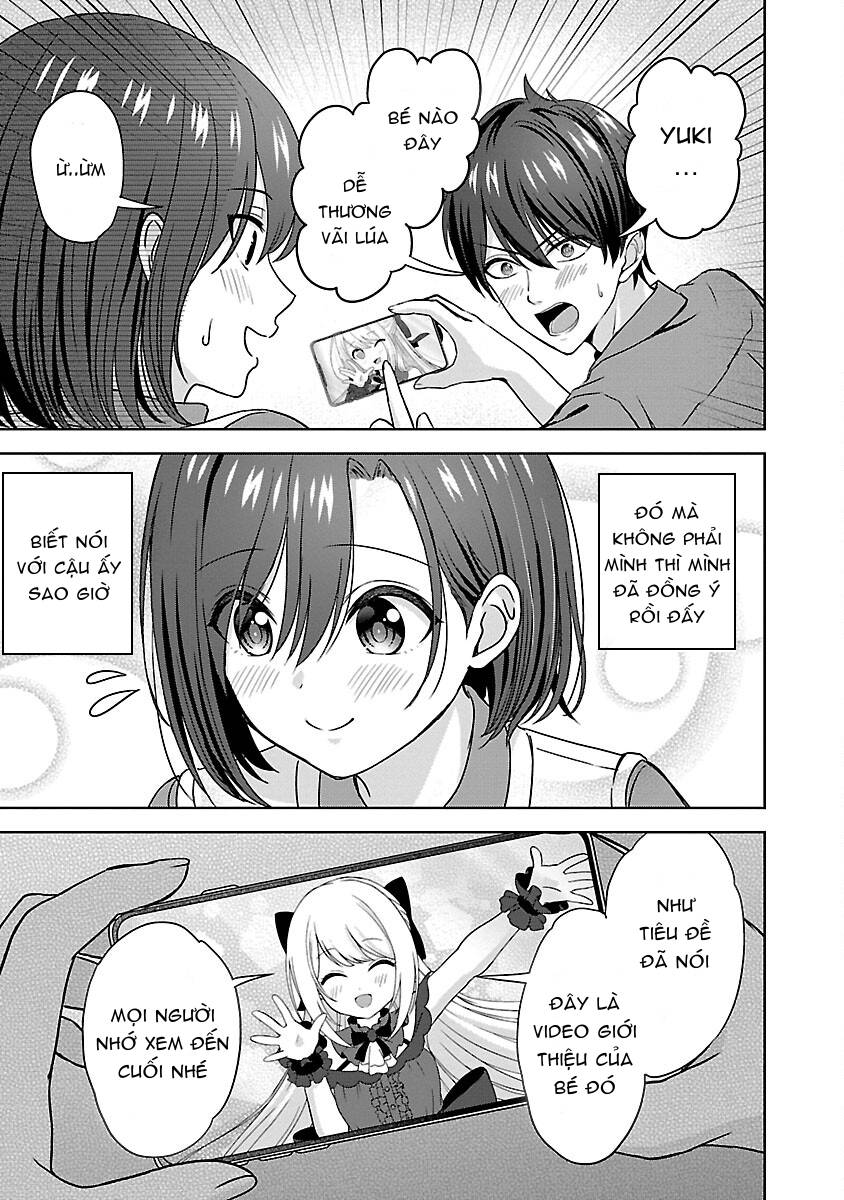 YUKI
...
BÉ NÀO
ĐÂY
DỄ
THƯƠNG
VÃI LÚA
Ừ..ỪM
ĐÓ MÀ
KHÔNG PHẢI
MÌNH THÌ MÌNH
ĐÃ ĐỒNG Ý
RỒI ĐẤY
BIẾT NÓI
VỚI CẬU ẤY
SAO GIỜ
NHƯ
TIÊU ĐỀ
ĐÃ NÓI
ĐÂY LÀ
VIDEO GIỚI
THIỆU CỦA
BÉ ĐÓ
MỌI NGƯỜI
NHỚ XEM ĐẾN
CUỐI NHÉ